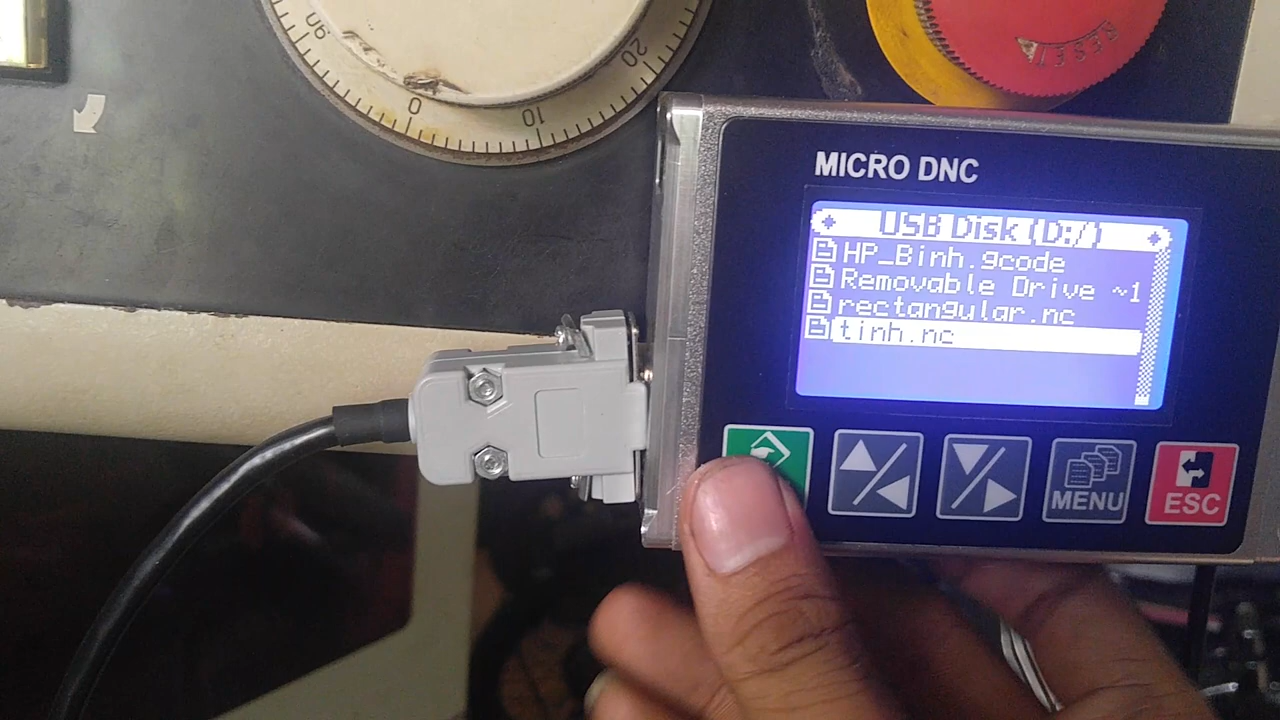 90
0
10
20
RESET
MICRO DNC
USB Disk (D:/)
HP_Binh.gcode
Removable Drive ~1
rectangular.nc
tinh.nc
MENU
ESC